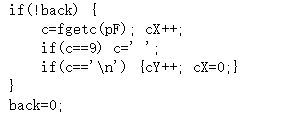 if(!back) {
c=fgetc(pF); cX++;
if(c==9) c=' ';
if(c=='\n') {cY++; cX=0;}
}
back=0;